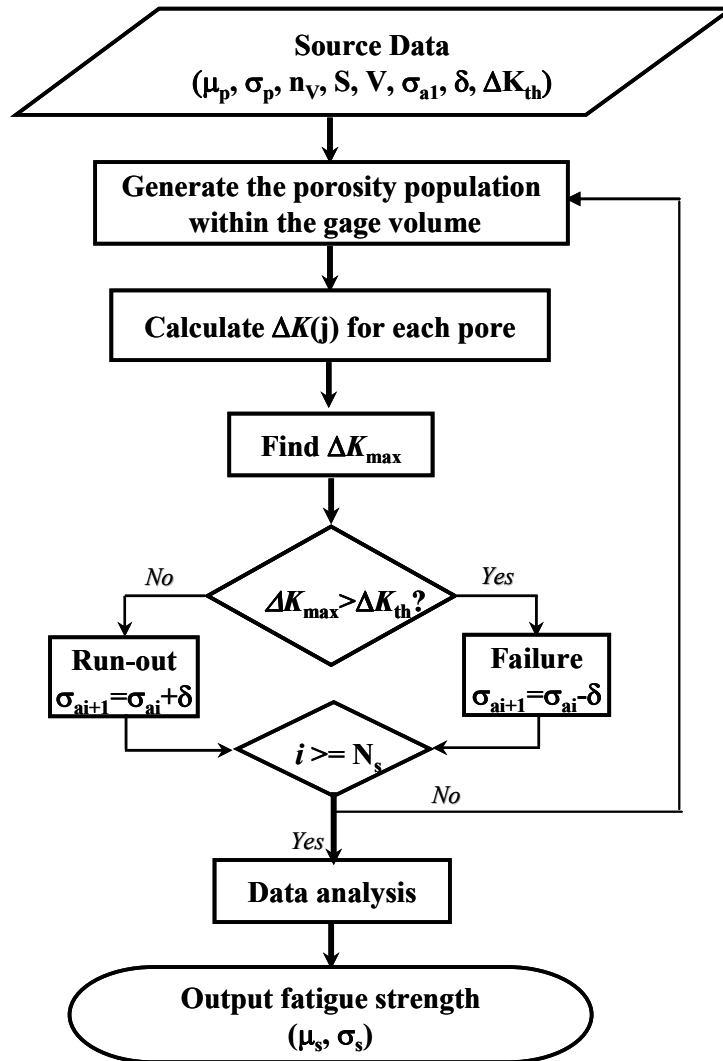 Source Data
(μp, σp, nV, S, V, σa1, δ, ΔKth)
Generate the porosity population
within the gage volume
Calculate ΔK(j) for each pore
Find ΔKmax
No
Yes
ΔKmax>ΔKth?
Run-out
σai+1=σai+δ
Failure
σai+1=σai-δ
i >= Ns
No
Yes
Data analysis
Output fatigue strength
(μs, σs)